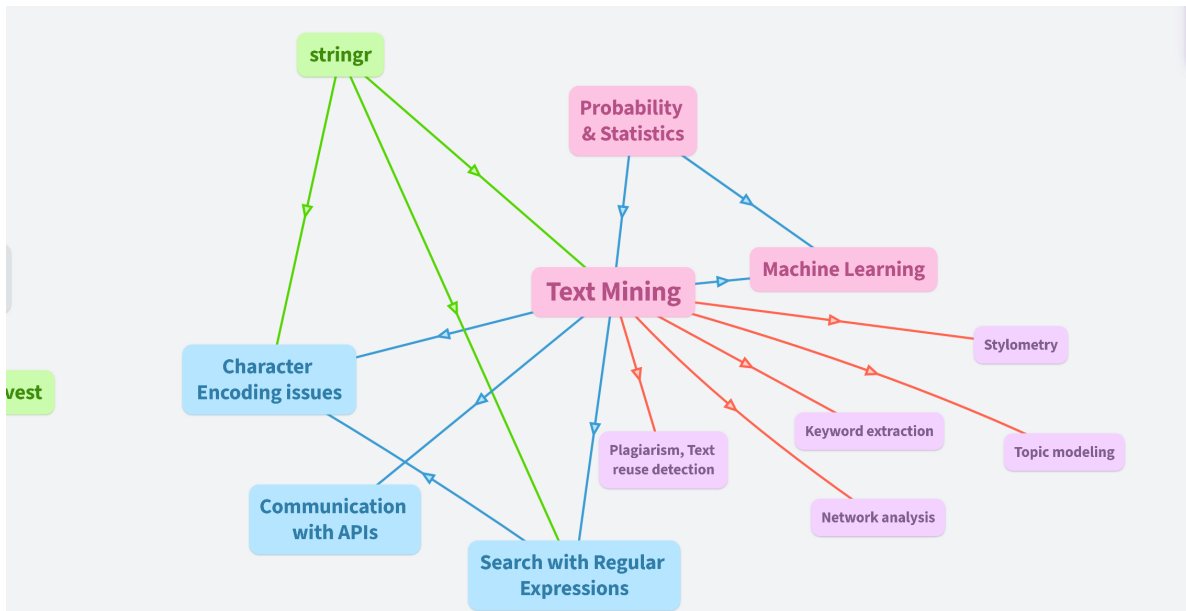 stringr
Probability
& Statistics
Machine Learning
Text Mining
Stylometry
Character
Encoding issues
vest
Keyword extraction
Plagiarism, Text
reuse detection
Topic modeling
Communication
with APIs
Network analysis
Search with Regular
Expressions